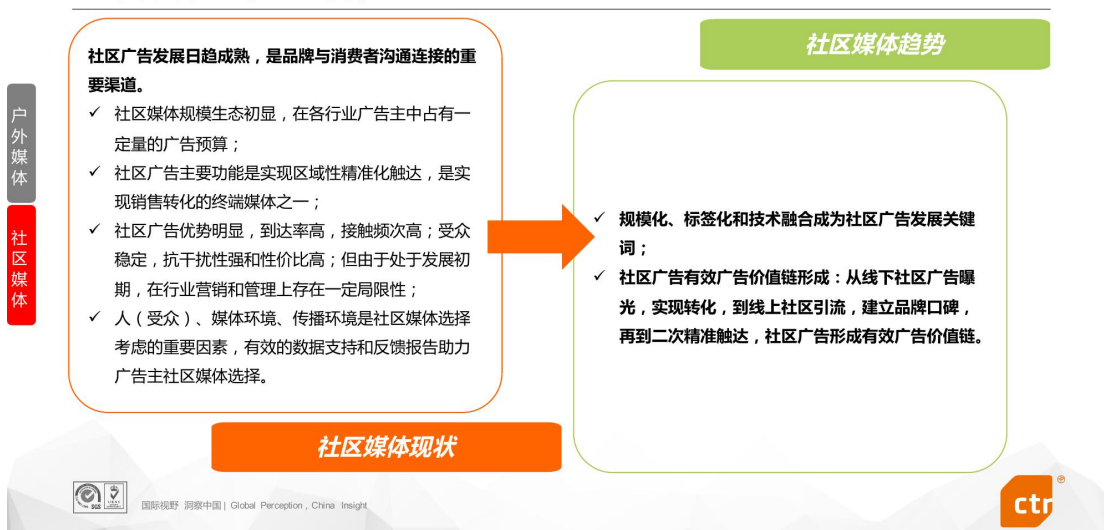 社区媒体趋势
社区广告发展日趋成熟，是品牌与消费者沟通连接的重
要渠道。
✓ 社区媒体规模生态初显，在各行业广告主中占有一
定量的广告预算；
✓ 社区广告主要功能是实现区域性精准化触达，是实
现销售转化的终端媒体之一；
✓ 社区广告优势明显，到达率高，接触频次高；受众
稳定，抗干扰性强和性价比高；但由于处于发展初
期，在行业营销和管理上存在一定局限性；
✓ 人（受众）、媒体环境、传播环境是社区媒体选择
考虑的重要因素，有效的数据支持和反馈报告助力
广告主社区媒体选择。
社区媒体现状
户外媒体
社区媒体
✓ 规模化、标签化和技术融合成为社区广告发展关键
词；
✓ 社区广告有效广告价值链形成：从线下社区广告曝
光，实现转化，到线上社区引流，建立品牌口碑，
再到二次精准触达，社区广告形成有效广告价值链。
SGS
国际视野 洞察中国 | Global Perception , China Insight
ctr
®